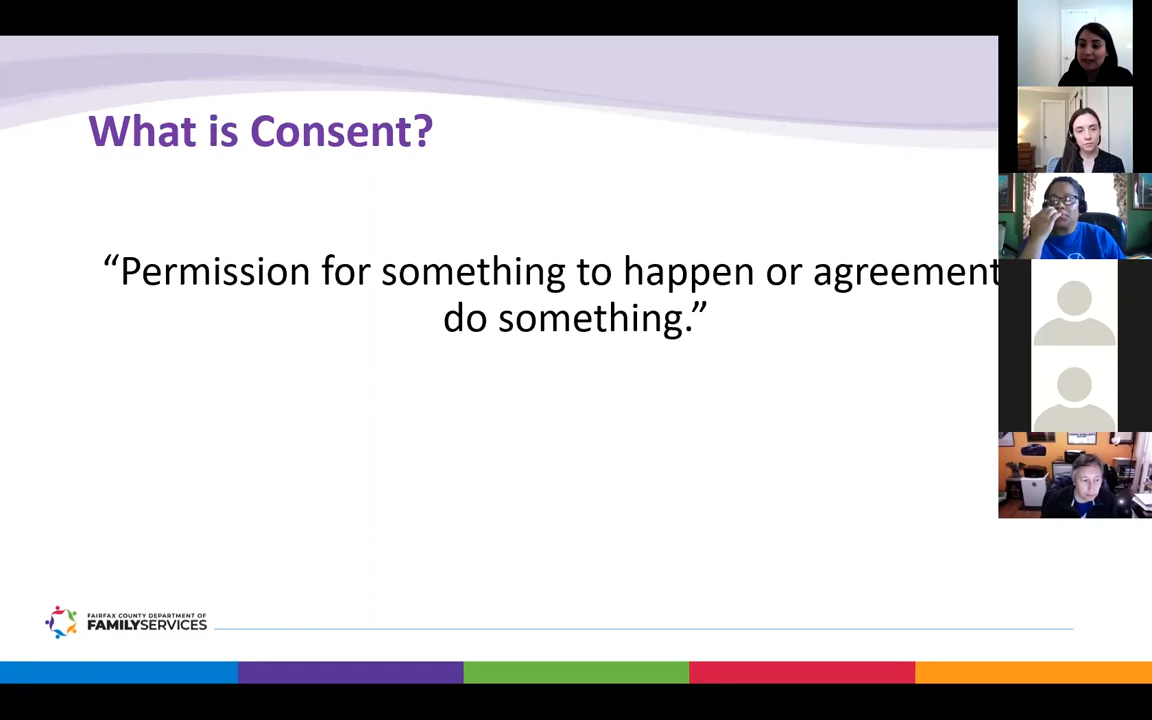 What is Consent?
“Permission for something to happen or agreement
do something.”
FAIRFAX COUNTY DEPARTMENT OF
FAMILYSERVICES